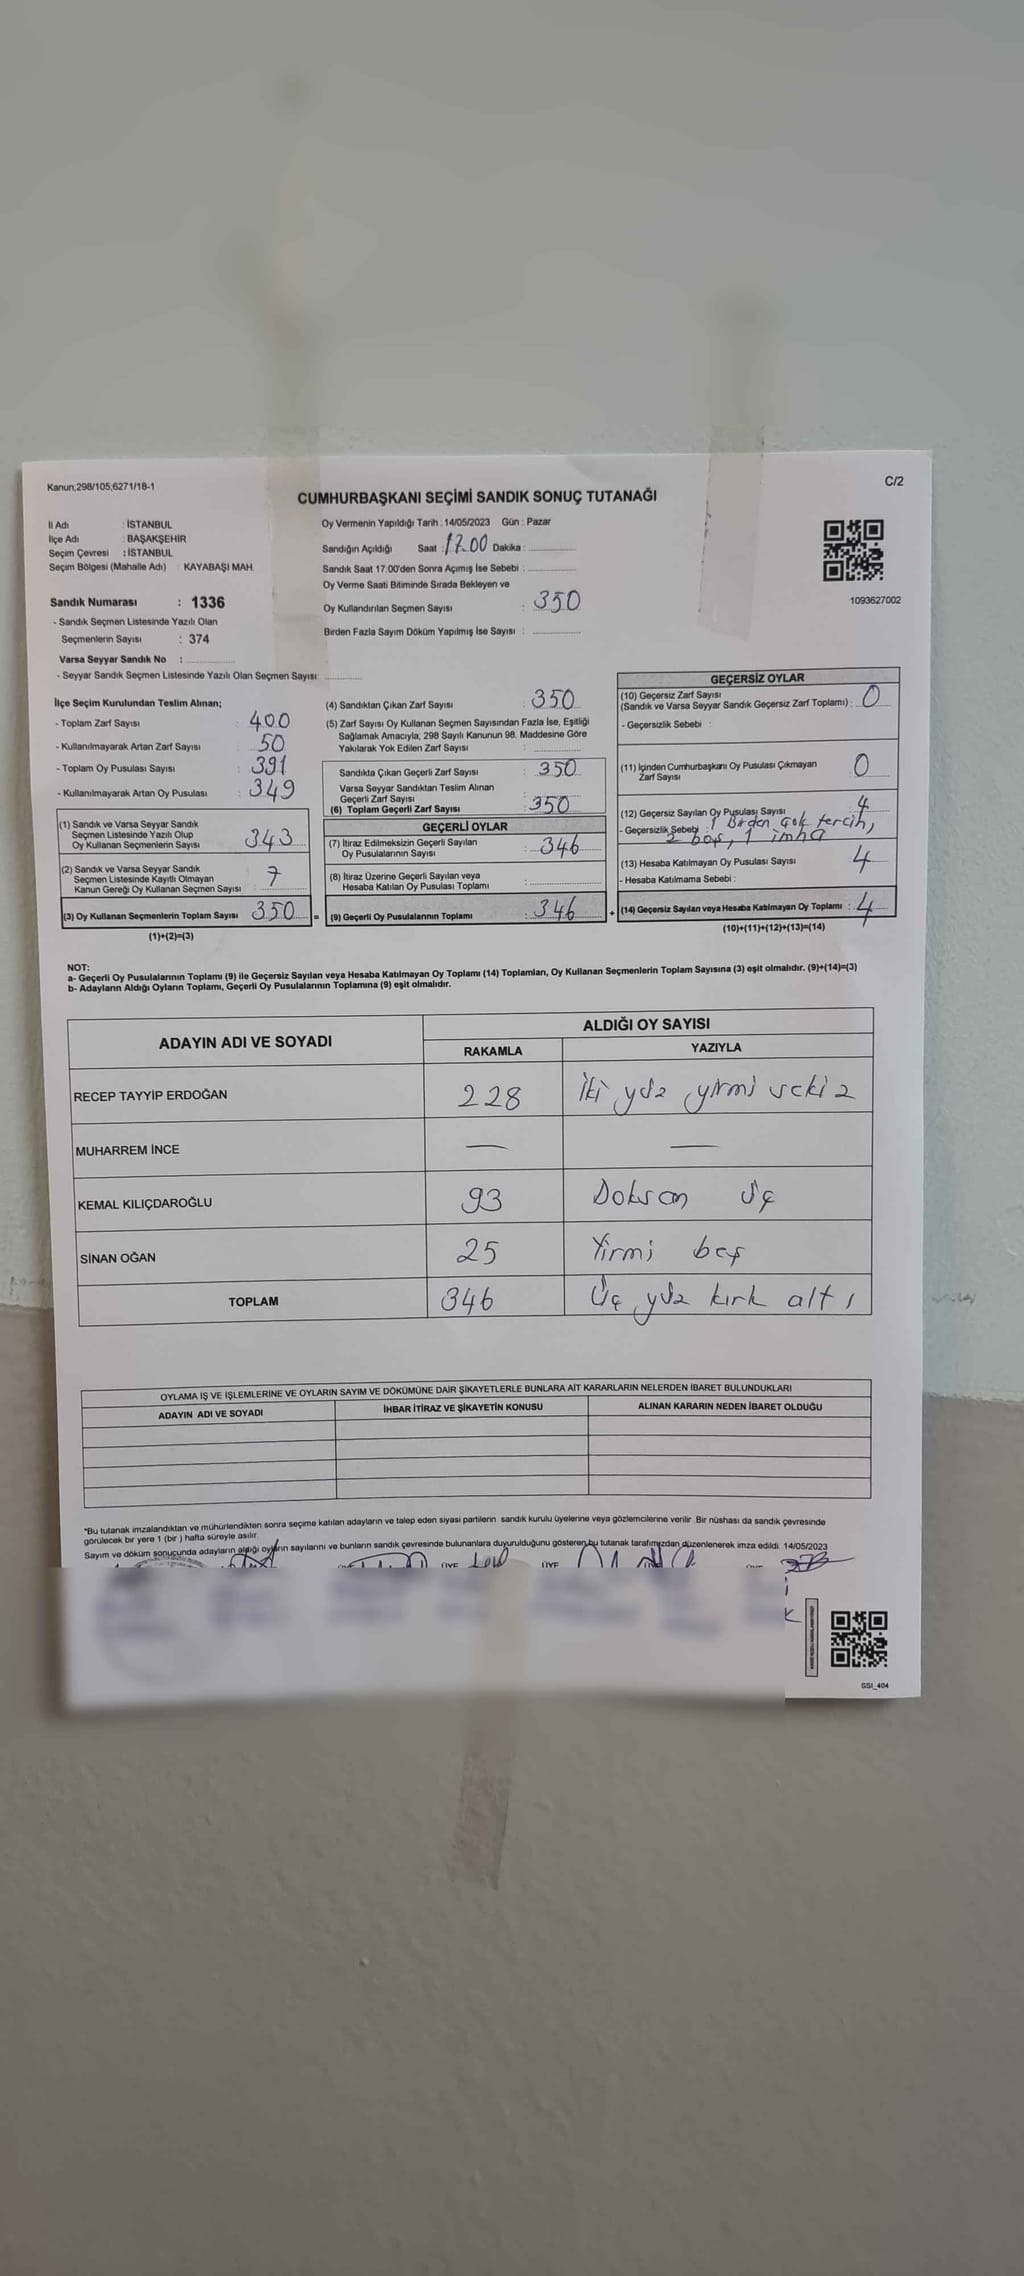 Kanun;298/105;6271/18-1
C/2
CUMHURBAŞKANI SEÇİMİ SANDIK SONUÇ TUTANAĞI
İl Adı : İSTANBUL
İlçe Adı : BAŞAKŞEHİR
Seçim Çevresi : İSTANBUL
Seçim Bölgesi (Mahalle Adı) : KAYABAŞI MAH.
Sandık Numarası : 1336
- Sandık Seçmen Listesinde Yazılı Olan
Seçmenlerin Sayısı : 374
Varsa Seyyar Sandık No :
- Seyyar Sandık Seçmen Listesinde Yazılı Olan Seçmen Sayısı:
Oy Vermenin Yapıldığı Tarih : 14/05/2023 Gün : Pazar
Sandığın Açıldığı Saat : 17.00 Dakika :
Sandık Saat 17:00'den Sonra Açımış İse Sebebi :
Oy Verme Saati Bitiminde Sırada Bekleyen ve
Oy Kullandırılan Seçmen Sayısı : 350
Birden Fazla Sayım Döküm Yapılmış İse Sayısı :
1093627002
İlçe Seçim Kurulundan Teslim Alınan;
- Toplam Zarf Sayısı : 400
- Kullanılmayarak Artan Zarf Sayısı : 50
- Toplam Oy Pusulası Sayısı : 391
- Kullanılmayarak Artan Oy Pusulası : 349
(1) Sandık ve Varsa Seyyar Sandık
Seçmen Listesinde Yazılı Olup
Oy Kullanan Seçmenlerin Sayısı : 343
(2) Sandık ve Varsa Seyyar Sandık
Seçmen Listesinde Kayıtlı Olmayan
Kanun Gereği Oy Kullanan Seçmen Sayısı : 7
(3) Oy Kullanan Seçmenlerin Toplam Sayısı : 350 =
(1)+(2)=(3)
(4) Sandıktan Çıkan Zarf Sayısı : 350
(5) Zarf Sayısı Oy Kullanan Seçmen Sayısından Fazla İse, Eşitliği
Sağlamak Amacıyla, 298 Sayılı Kanunun 98. Maddesine Göre
Yakılarak Yok Edilen Zarf Sayısı :
Sandıkta Çıkan Geçerli Zarf Sayısı : 350
Varsa Seyyar Sandıktan Teslim Alınan
Geçerli Zarf Sayısı :
(6) Toplam Geçerli Zarf Sayısı : 350
GEÇERLİ OYLAR
(7) İtiraz Edilmeksizin Geçerli Sayılan
Oy Pusulalarının Sayısı : 346
(8) İtiraz Üzerine Geçerli Sayılan veya
Hesaba Katılan Oy Pusulası Toplamı :
(9) Geçerli Oy Pusulalarının Toplamı : 346 +
GEÇERSİZ OYLAR
(10) Geçersiz Zarf Sayısı
(Sandık ve Varsa Seyyar Sandık Geçersiz Zarf Toplamı) : 0
- Geçersizlik Sebebi :
(11) İçinden Cumhurbaşkanı Oy Pusulası Çıkmayan
Zarf Sayısı : 0
(12) Geçersiz Sayılan Oy Pusulası Sayısı : 4
- Geçersizlik Sebebi : 1 Birden çok tercih,
2 boş, 1 imha
(13) Hesaba Katılmayan Oy Pusulası Sayısı 4
- Hesaba Katılmama Sebebi :
(14) Geçersiz Sayılan veya Hesaba Katılmayan Oy Toplamı : 4
(10)+(11)+(12)+(13)=(14)
NOT:
a- Geçerli Oy Pusulalarının Toplamı (9) ile Geçersiz Sayılan veya Hesaba Katılmayan Oy Toplamı (14) Toplamları, Oy Kullanan Seçmenlerin Toplam Sayısına (3) eşit olmalıdır. (9)+(14)=(3)
b- Adayların Aldığı Oyların Toplamı, Geçerli Oy Pusulalarının Toplamına (9) eşit olmalıdır.
ADAYIN ADI VE SOYADI
ALDIĞI OY SAYISI
RAKAMLA YAZIYLA
RECEP TAYYİP ERDOĞAN 228 İki yüz yirmi sekiz
MUHARREM İNCE — —
KEMAL KILIÇDAROĞLU 93 Doksan üç
SİNAN OĞAN 25 Yirmi beş
TOPLAM 346 Üç yüz kırk altı
OYLAMA İŞ VE İŞLEMLERİNE VE OYLARIN SAYIM VE DÖKÜMÜNE DAİR ŞİKAYETLERLE BUNLARA AİT KARARLARIN NELERDEN İBARET BULUNDUKLARI
ADAYIN ADI VE SOYADI İHBAR İTİRAZ VE ŞİKAYETİN KONUSU ALINAN KARARIN NEDEN İBARET OLDUĞU
*Bu tutanak imzalandıktan ve mühürlendikten sonra seçime katılan adayların ve talep eden siyasi partilerin sandık kurulu üyelerine veya gözlemcilerine verilir. Bir nüshası da sandık çevresinde
görülecek bir yere 1 (bir ) hafta süreyle asılır.
Sayım ve döküm sonucunda adayların aldığı oyların sayılarını ve bunların sandık çevresinde bulunanlara duyurulduğunu gösteren bu tutanak tarafımızdan düzenlenerek imza edildi. 14/05/2023
ÜYE ÜYE
SSI_404